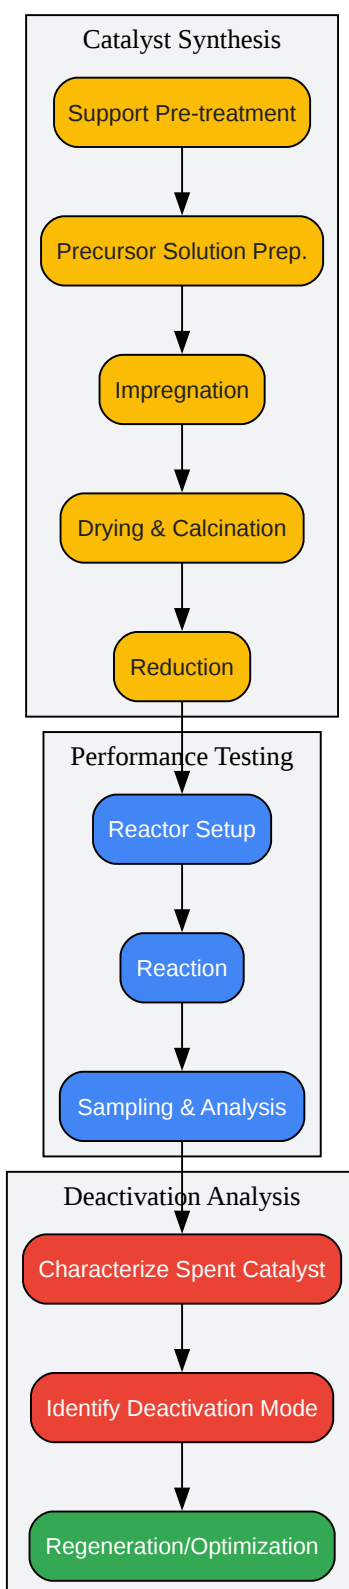 Catalyst Synthesis
Support Pre-treatment
Precursor Solution Prep.
Impregnation
Drying & Calcination
Reduction
Performance Testing
Reactor Setup
Reaction
Sampling & Analysis
Deactivation Analysis
Characterize Spent Catalyst
Identify Deactivation Mode
Regeneration/Optimization